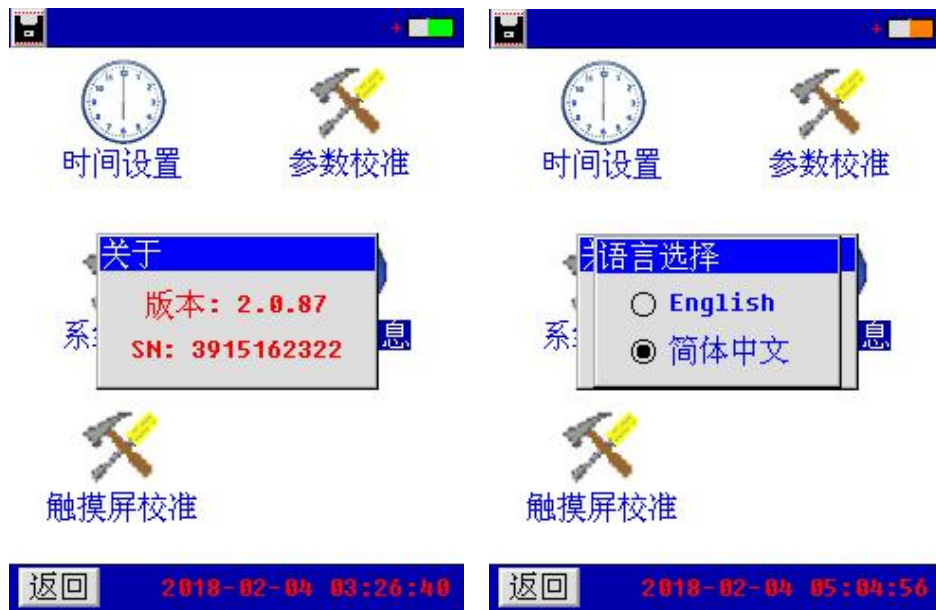 时间设置
参数校准
关于
版本: 2.0.87
SN: 3915162322
息
触摸屏校准
返回
2018-02-04 03:26:40
时间设置
参数校准
语言选择
English
简体中文
息
触摸屏校准
返回
2018-02-04 05:04:56